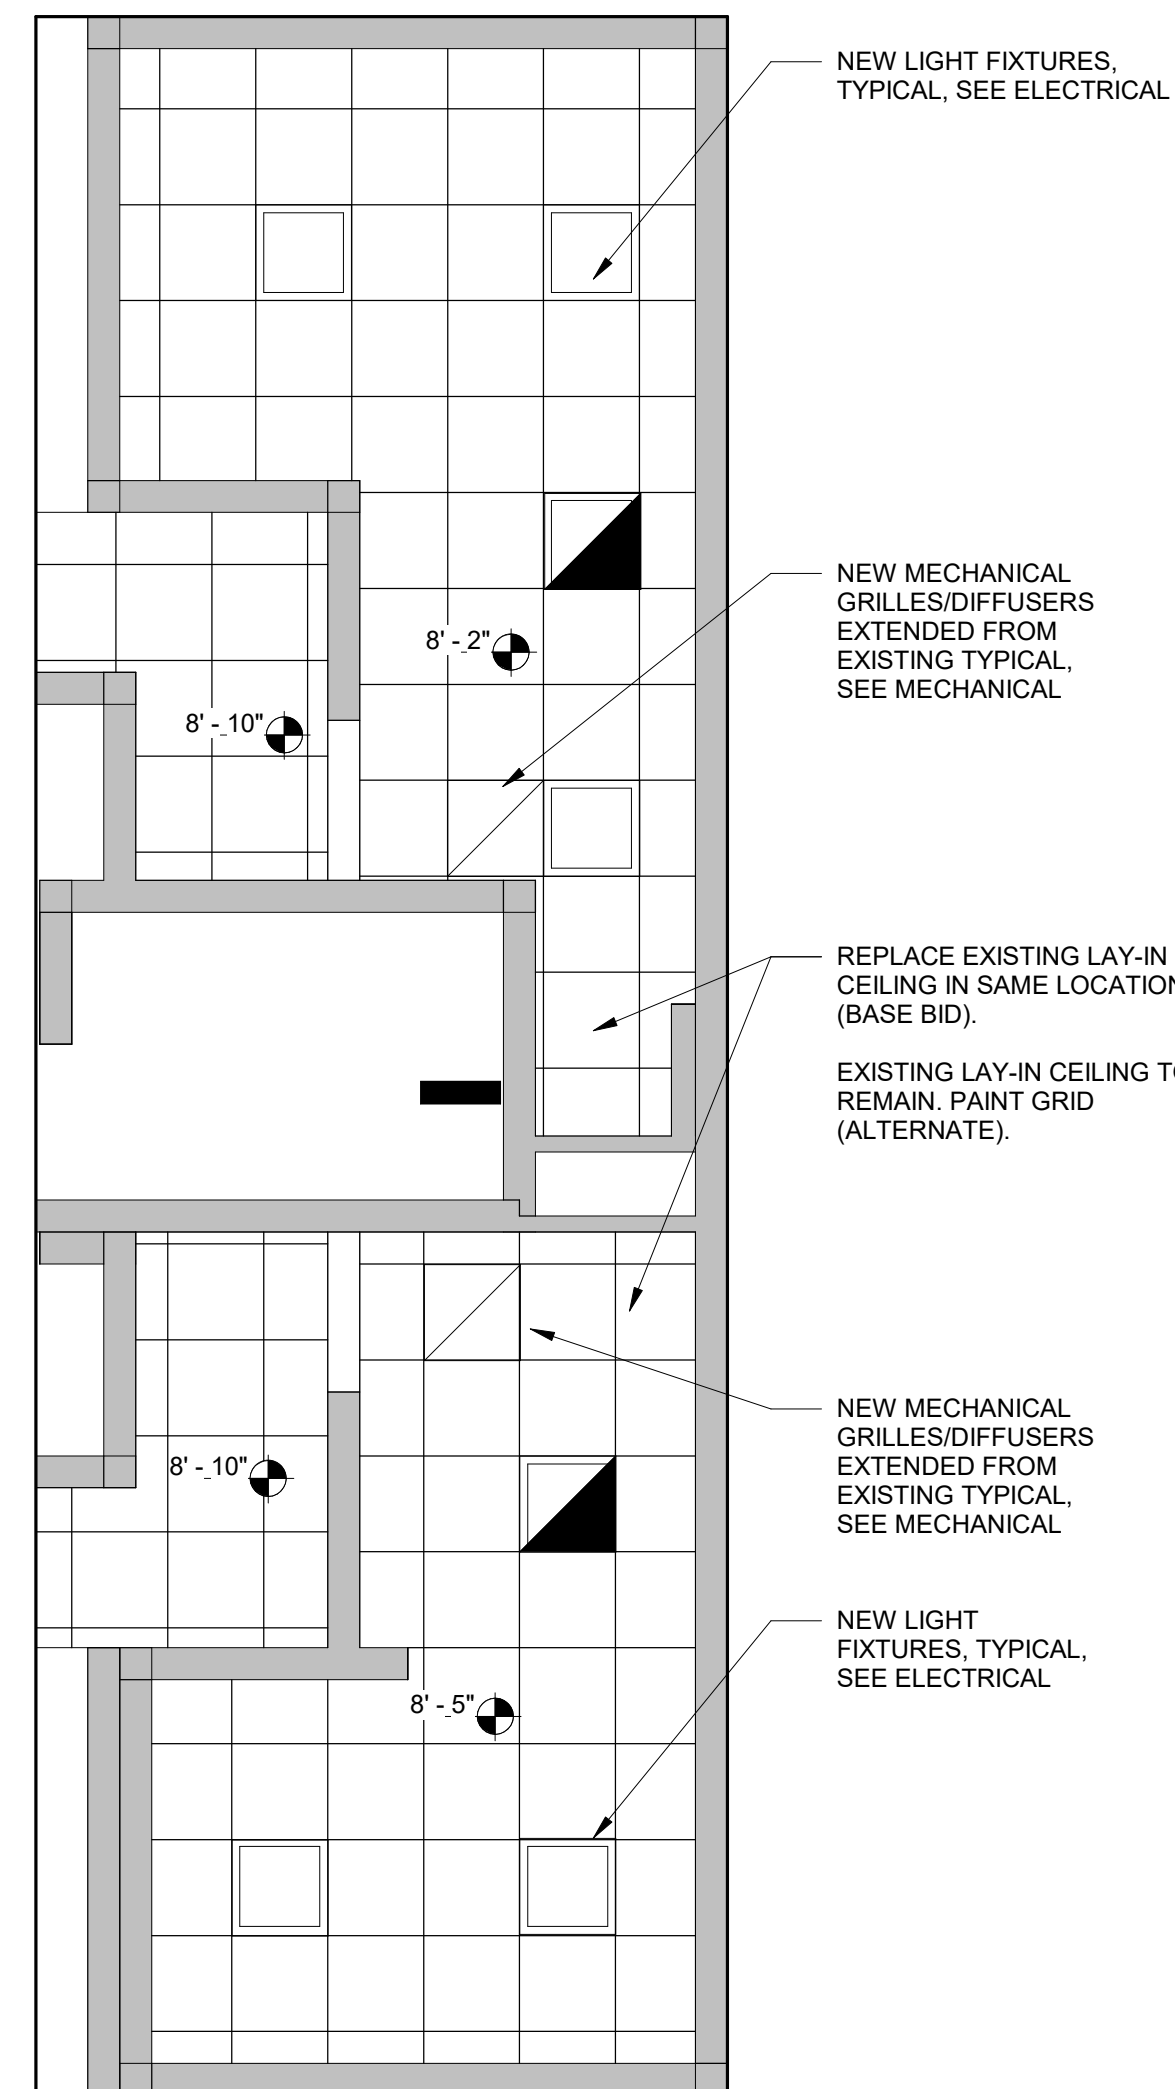 NEW LIGHT FIXTURES,
TYPICAL, SEE ELECTRICAL
NEW MECHANICAL
GRILLES/DIFFUSERS
EXTENDED FROM
EXISTING TYPICAL,
SEE MECHANICAL
8' - 2"
8' - 10"
REPLACE EXISTING LAY-IN
CEILING IN SAME LOCATION
(BASE BID).
EXISTING LAY-IN CEILING TO
REMAIN. PAINT GRID
(ALTERNATE).
NEW MECHANICAL
GRILLES/DIFFUSERS
EXTENDED FROM
EXISTING TYPICAL,
SEE MECHANICAL
8' - 10"
NEW LIGHT
FIXTURES, TYPICAL,
SEE ELECTRICAL
8' - 5"